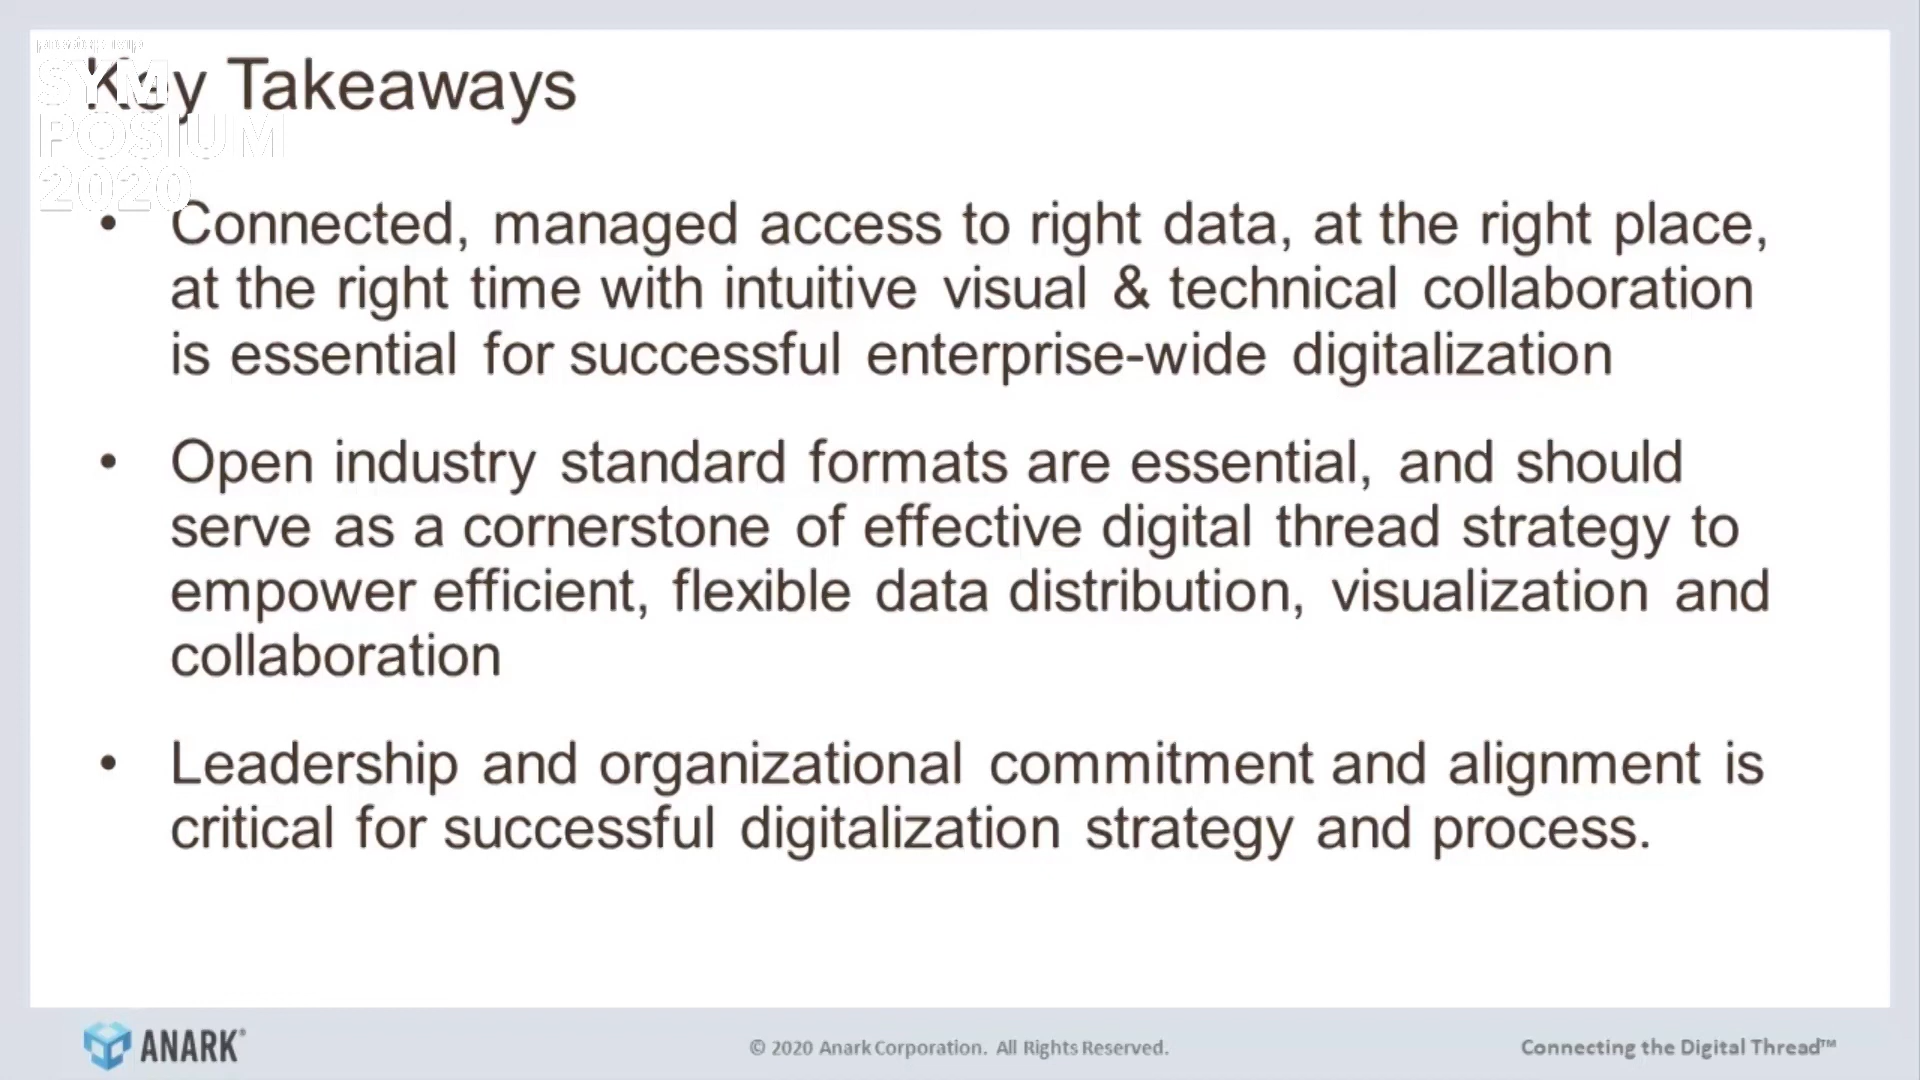 SYM
POSIUM
2020
Key Takeaways
• Connected, managed access to right data, at the right place,
at the right time with intuitive visual & technical collaboration
is essential for successful enterprise-wide digitalization
• Open industry standard formats are essential, and should
serve as a cornerstone of effective digital thread strategy to
empower efficient, flexible data distribution, visualization and
collaboration
• Leadership and organizational commitment and alignment is
critical for successful digitalization strategy and process.
ANARK®
© 2020 Anark Corporation. All Rights Reserved.
Connecting the Digital Thread™